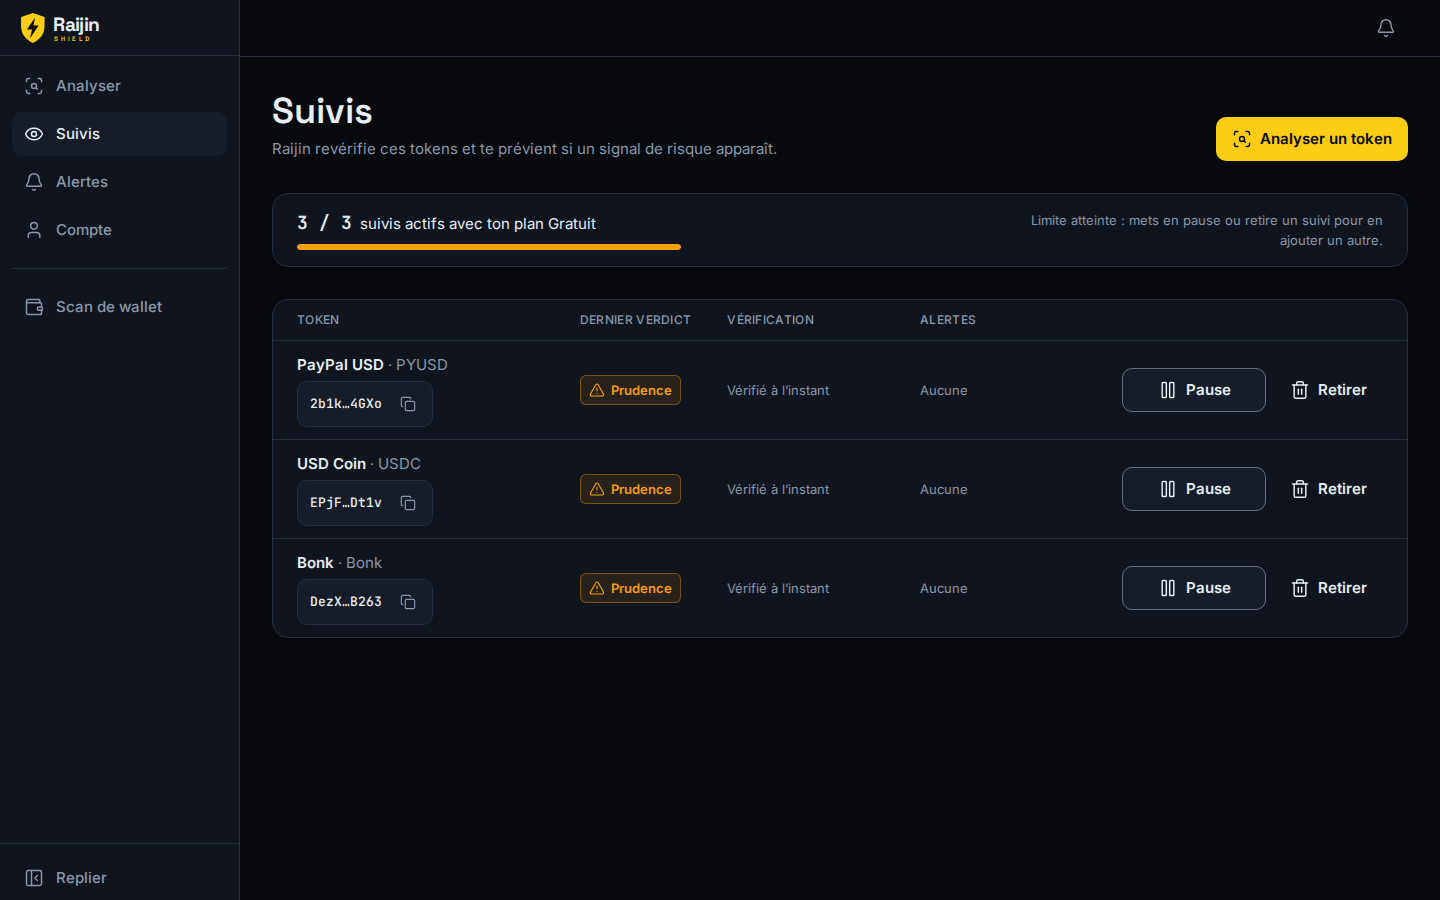 Raijin
SHIELD
Analyser
Suivis
Alertes
Compte
Scan de wallet
Replier
Suivis
Raijin revérifie ces tokens et te prévient si un signal de risque apparaît.
Analyser un token
3 / 3 suivis actifs avec ton plan Gratuit
Limite atteinte : mets en pause ou retire un suivi pour en
ajouter un autre.
TOKEN DERNIER VERDICT VÉRIFICATION ALERTES
PayPal USD · PYUSD
2b1k…4GXo
Prudence
Vérifié à l’instant
Aucune
Pause
Retirer
USD Coin · USDC
EPjF…Dt1v
Prudence
Vérifié à l’instant
Aucune
Pause
Retirer
Bonk · Bonk
DezX…B263
Prudence
Vérifié à l’instant
Aucune
Pause
Retirer